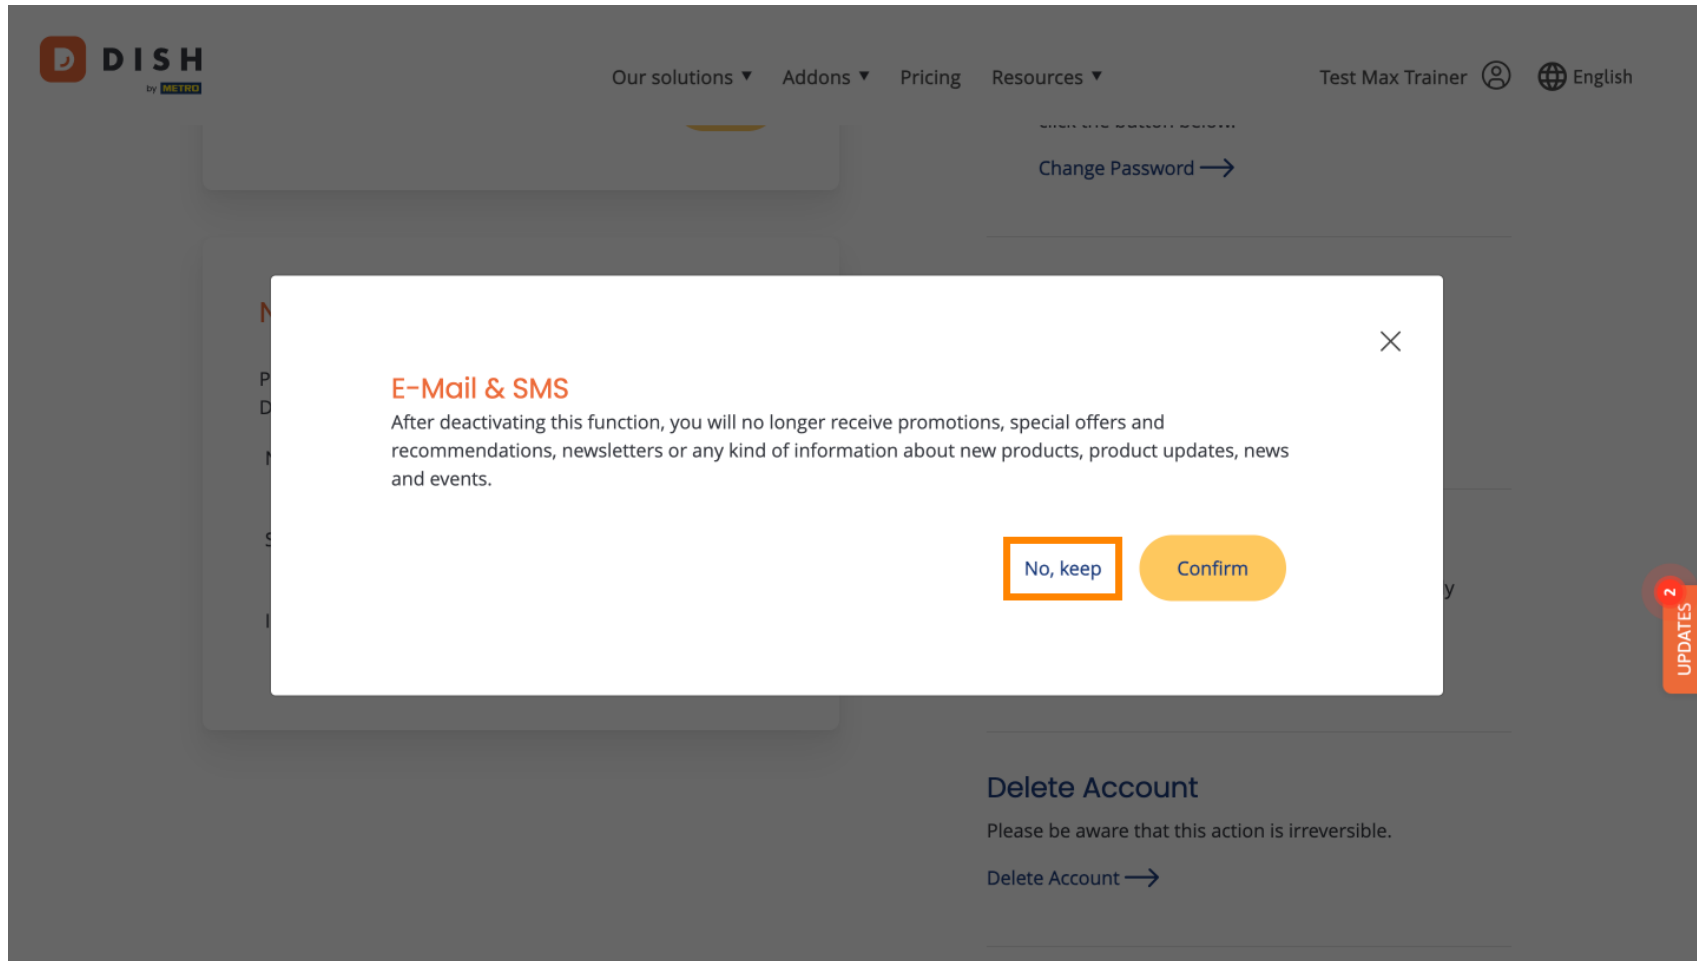 DISH
by METRO
Our solutions ▼ Addons ▼ Pricing Resources ▼
Test Max Trainer
English
Change Password
E-Mail & SMS
After deactivating this function, you will no longer receive promotions, special offers and
recommendations, newsletters or any kind of information about new products, product updates, news
and events.
No, keep
Confirm
2
UPDATES
Delete Account
Please be aware that this action is irreversible.
Delete Account